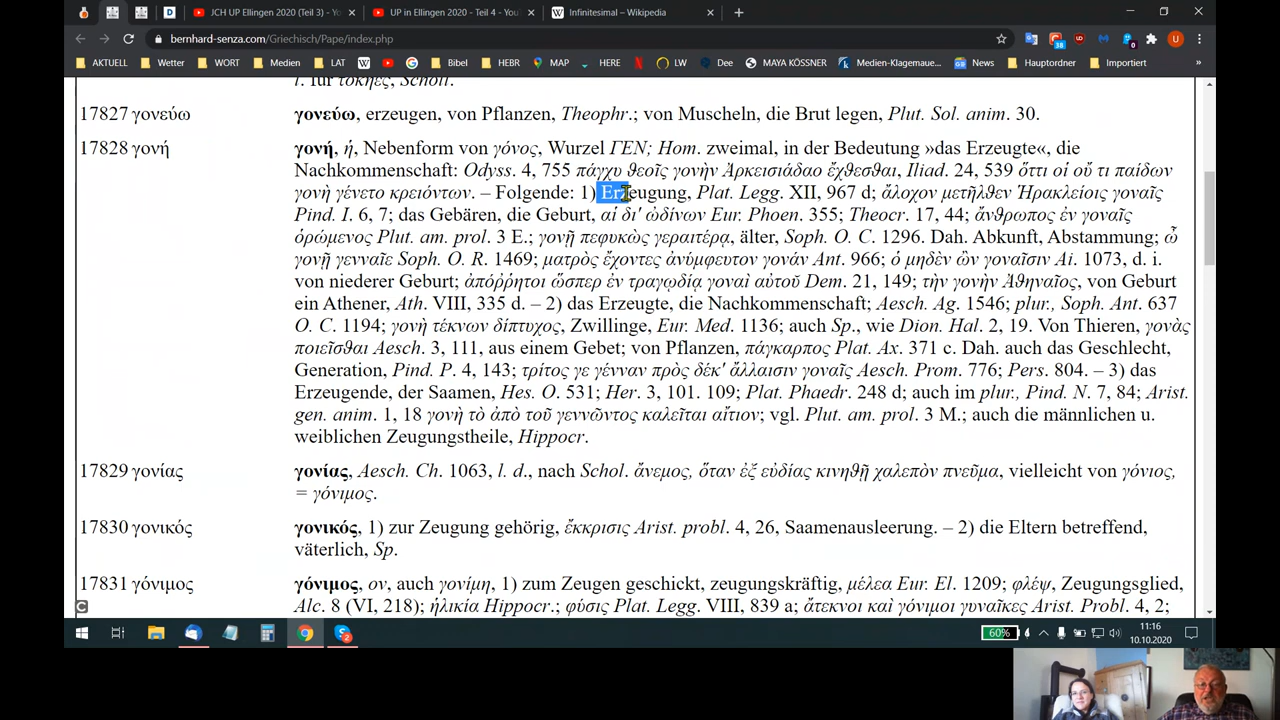 JCH UP Ellingen 2020 (Teil 3)
UP in Ellingen 2020 - Teil 4 - You
Infinitesimal – Wikipedia
bernhard-senza.com/Griechisch/Pape/index.php
AKTUELL Wetter WORT Medien LAT Bibel HEBR MAP HERE LW Dee MAYA KÖSSNER Medien-Klagemaue... News Hauptordner Importiert
l. für τοκῆες, Schol.
17827 γονεύω γονεύω, erzeugen, von Pflanzen, Theophr.; von Muscheln, die Brut legen, Plut. Sol. anim. 30.
17828 γονή γονή, ἡ, Nebenform von γόνος, Wurzel ΓΕΝ; Hom. zweimal, in der Bedeutung »das Erzeugte«, die
Nachkommenschaft: Odyss. 4, 755 πάγχυ θεοῖς γονὴν Ἀρκεισιάδαο ἔχθεσθαι, Iliad. 24, 539 ὅττι οἱ οὔ τι παίδων
γονὴ γένετο κρειόντων. – Folgende: 1) Erzeugung, Plat. Legg. XII, 967 d; ἄλοχον μετῆλθεν Ἡρακλείοις γοναῖς
Pind. I. 6, 7; das Gebären, die Geburt, αἱ δι' ὠδίνων Eur. Phoen. 355; Theocr. 17, 44; ἄνθρωπος ἐν γοναῖς
ὁρώμενος Plut. am. prol. 3 E.; γονῇ πεφυκὼς γεραιτέρᾳ, älter, Soph. O. C. 1296. Dah. Abkunft, Abstammung; ὦ
γονῇ γενναῖε Soph. O. R. 1469; ματρὸς ἔχοντες ἀνύμφευτον γονάν Ant. 966; ὁ μηδὲν ὢν γοναῖσιν Ai. 1073, d. i.
von niederer Geburt; ἀπόῤῥητοι ὥσπερ ἐν τραγῳδίᾳ γοναὶ αὐτοῦ Dem. 21, 149; τὴν γονὴν Ἀθηναῖος, von Geburt
ein Athener, Ath. VIII, 335 d. – 2) das Erzeugte, die Nachkommenschaft; Aesch. Ag. 1546; plur., Soph. Ant. 637
O. C. 1194; γονὴ τέκνων δίπτυχος, Zwillinge, Eur. Med. 1136; auch Sp., wie Dion. Hal. 2, 19. Von Thieren, γονὰς
ποιεῖσθαι Aesch. 3, 111, aus einem Gebet; von Pflanzen, πάγκαρπος Plat. Ax. 371 c. Dah. auch das Geschlecht,
Generation, Pind. P. 4, 143; τρίτος γε γένναν πρὸς δέκ' ἄλλαισιν γοναῖς Aesch. Prom. 776; Pers. 804. – 3) das
Erzeugende, der Saamen, Hes. O. 531; Her. 3, 101. 109; Plat. Phaedr. 248 d; auch im plur., Pind. N. 7, 84; Arist.
gen. anim. 1, 18 γονὴ τὸ ἀπὸ τοῦ γεννῶντος καλεῖται αἴτιον; vgl. Plut. am. prol. 3 M.; auch die männlichen u.
weiblichen Zeugungstheile, Hippocr.
17829 γονίας γονίας, Aesch. Ch. 1063, l. d., nach Schol. ἄνεμος, ὅταν ἐξ εὐδίας κινηθῇ χαλεπὸν πνεῦμα, vielleicht von γόνιος,
= γόνιμος.
17830 γονικός γονικός, 1) zur Zeugung gehörig, ἔκκρισις Arist. probl. 4, 26, Saamenausleerung. – 2) die Eltern betreffend,
väterlich, Sp.
17831 γόνιμος γόνιμος, ον, auch γονίμη, 1) zum Zeugen geschickt, zeugungskräftig, μέλεα Eur. El. 1209; φλέψ, Zeugungsglied,
Alc. 8 (VI, 218); ἡλικία Hippocr.; φύσις Plat. Legg. VIII, 839 a; ἄτεκνοι καὶ γόνιμοι γυναῖκες Arist. Probl. 4, 2;
60%
11:16
10.10.2020